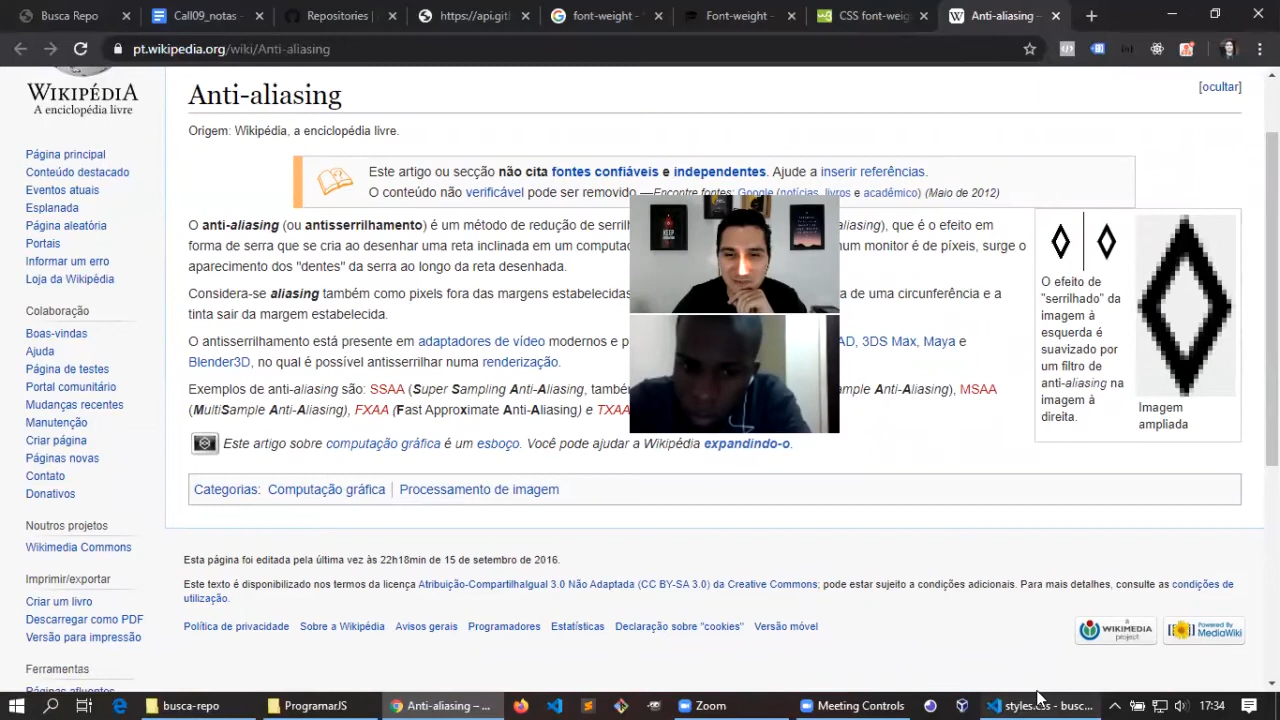 Busca Repo
Call09_notas -
Repositories |
https://api.gi
font-weight -
Font-weight –
CSS font-we
Anti-aliasing –
pt.wikipedia.org/wiki/Anti-aliasing
WIKIPÉDIA
A enciclopédia livre
Página principal
Conteúdo destacado
Eventos atuais
Esplanada
Página aleatória
Portais
Informar um erro
Loja da Wikipédia
Colaboração
Boas-vindas
Ajuda
Página de testes
Portal comunitário
Mudanças recentes
Manutenção
Criar página
Páginas novas
Contato
Donativos
Noutros projetos
Wikimedia Commons
Imprimir/exportar
Criar um livro
Descarregar como PDF
Versão para impressão
Ferramentas
Páginas afluentes
Anti-aliasing
[ocultar]
Origem: Wikipédia, a enciclopédia livre.
Este artigo ou secção não cita fontes confiáveis e independentes. Ajude a inserir referências.
O conteúdo não verificável pode ser removido.—Encontre fontes: Google (notícias, livros e acadêmico) (Maio de 2012)
O anti-aliasing (ou antisserrilhamento) é um método de redução de serril aliasing), que é o efeito em
forma de serra que se cria ao desenhar uma reta inclinada em um computa num monitor é de píxeis, surge o
aparecimento dos "dentes" da serra ao longo da reta desenhada.
Considera-se aliasing também como pixels fora das margens estabelecidas a de uma circunferência e a
tinta sair da margem estabelecida.
O antisserrilhamento está presente em adaptadores de vídeo modernos e p AD, 3DS Max, Maya e
Blender3D, no qual é possível antisserrilhar numa renderização.
Exemplos de anti-aliasing são: SSAA (Super Sampling Anti-Aliasing, també ample Anti-Aliasing), MSAA
(MultiSample Anti-Aliasing), FXAA (Fast Approximate Anti-Aliasing) e TXAA
Este artigo sobre computação gráfica é um esboço. Você pode ajudar a Wikipédia expandindo-o.
O efeito de
"serrilhado" da
imagem à
esquerda é
suavizado por
um filtro de
anti-aliasing na
imagem à
direita.
Imagem
ampliada
Categorias: Computação gráfica | Processamento de imagem
Esta página foi editada pela última vez às 22h18min de 15 de setembro de 2016.
Este texto é disponibilizado nos termos da licença Atribuição-CompartilhaIgual 3.0 Não Adaptada (CC BY-SA 3.0) da Creative Commons; pode estar sujeito a condições adicionais. Para mais detalhes, consulte as condições de
utilização.
Política de privacidade Sobre a Wikipédia Avisos gerais Programadores Estatísticas Declaração sobre "cookies" Versão móvel
A WIKIMEDIA project
Powered By MediaWiki
busca-repo
ProgramarJS
Anti-aliasing – ...
Zoom
Meeting Controls
styles.css - busc...
17:34